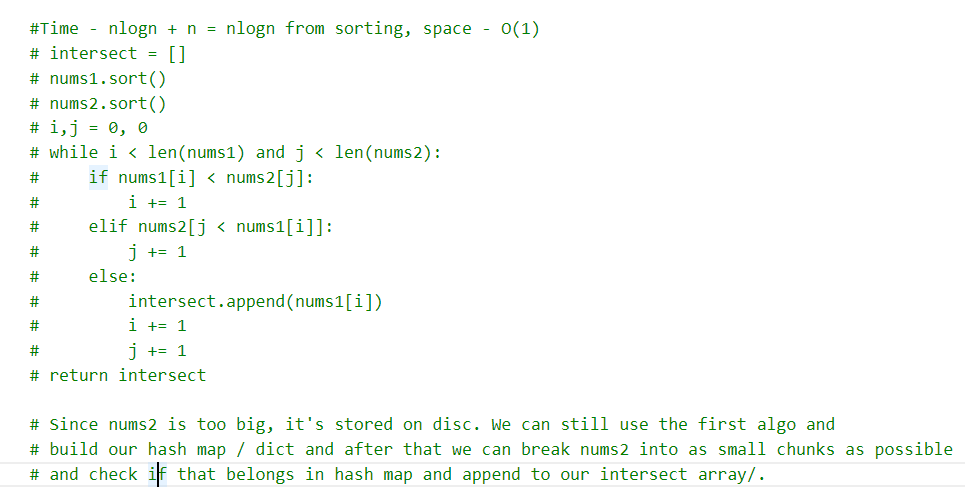 #Time - nlogn + n = nlogn from sorting, space - O(1)
# intersect = []
# nums1.sort()
# nums2.sort()
# i,j = 0, 0
# while i < len(nums1) and j < len(nums2):
#     if nums1[i] < nums2[j]:
#         i += 1
#     elif nums2[j < nums1[i]]:
#         j += 1
#     else:
#         intersect.append(nums1[i])
#         i += 1
#         j += 1
# return intersect

# Since nums2 is too big, it's stored on disc. We can still use the first algo and
# build our hash map / dict and after that we can break nums2 into as small chunks as possible
# and check if that belongs in hash map and append to our intersect array/.